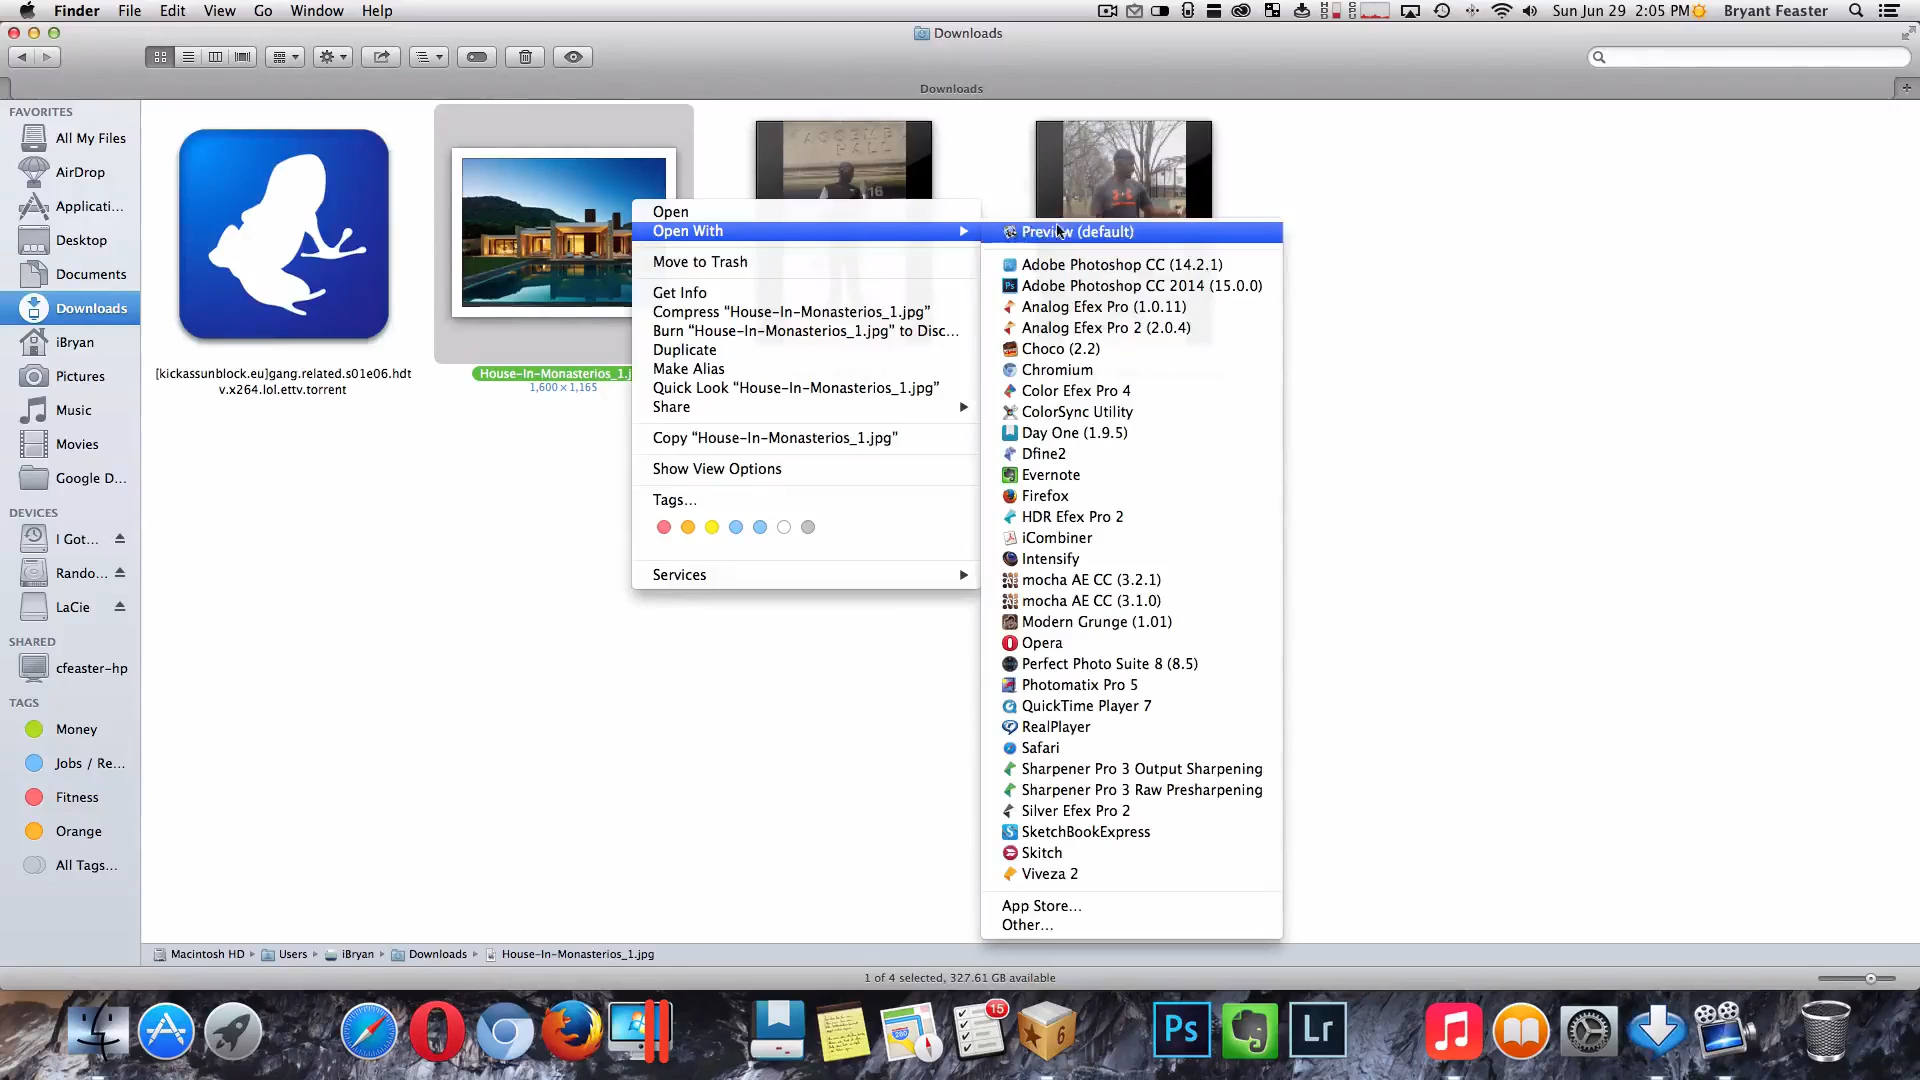 Finder File Edit View Go Window Help
Sun Jun 29 2:05 PM Bryant Feaster
Downloads
Downloads
FAVORITES
All My Files
AirDrop
Applicati...
Desktop
Documents
Downloads
iBryan
Pictures
Music
Movies
Google D...
DEVICES
I Got...
Rando...
LaCie
SHARED
cfeaster-hp
TAGS
Money
Jobs / Re...
Fitness
Orange
All Tags...
[kickassunblock.eu]gang.related.s01e06.hdt
v.x264.lol.ettv.torrent
House-In-Monasterios_1.j
1,600 × 1,165
HALL
16
Open
Open With
Move to Trash
Get Info
Compress “House-In-Monasterios_1.jpg”
Burn “House-In-Monasterios_1.jpg” to Disc...
Duplicate
Make Alias
Quick Look “House-In-Monasterios_1.jpg”
Share
Copy “House-In-Monasterios_1.jpg”
Show View Options
Tags...
Services
Preview (default)
Adobe Photoshop CC (14.2.1)
Adobe Photoshop CC 2014 (15.0.0)
Analog Efex Pro (1.0.11)
Analog Efex Pro 2 (2.0.4)
Choco (2.2)
Chromium
Color Efex Pro 4
ColorSync Utility
Day One (1.9.5)
Dfine2
Evernote
Firefox
HDR Efex Pro 2
iCombiner
Intensify
mocha AE CC (3.2.1)
mocha AE CC (3.1.0)
Modern Grunge (1.01)
Opera
Perfect Photo Suite 8 (8.5)
Photomatix Pro 5
QuickTime Player 7
RealPlayer
Safari
Sharpener Pro 3 Output Sharpening
Sharpener Pro 3 Raw Presharpening
Silver Efex Pro 2
SketchBookExpress
Skitch
Viveza 2
App Store...
Other...
Macintosh HD Users iBryan Downloads House-In-Monasterios_1.jpg
1 of 4 selected, 327.61 GB available
280
15
6
Ps
Lr